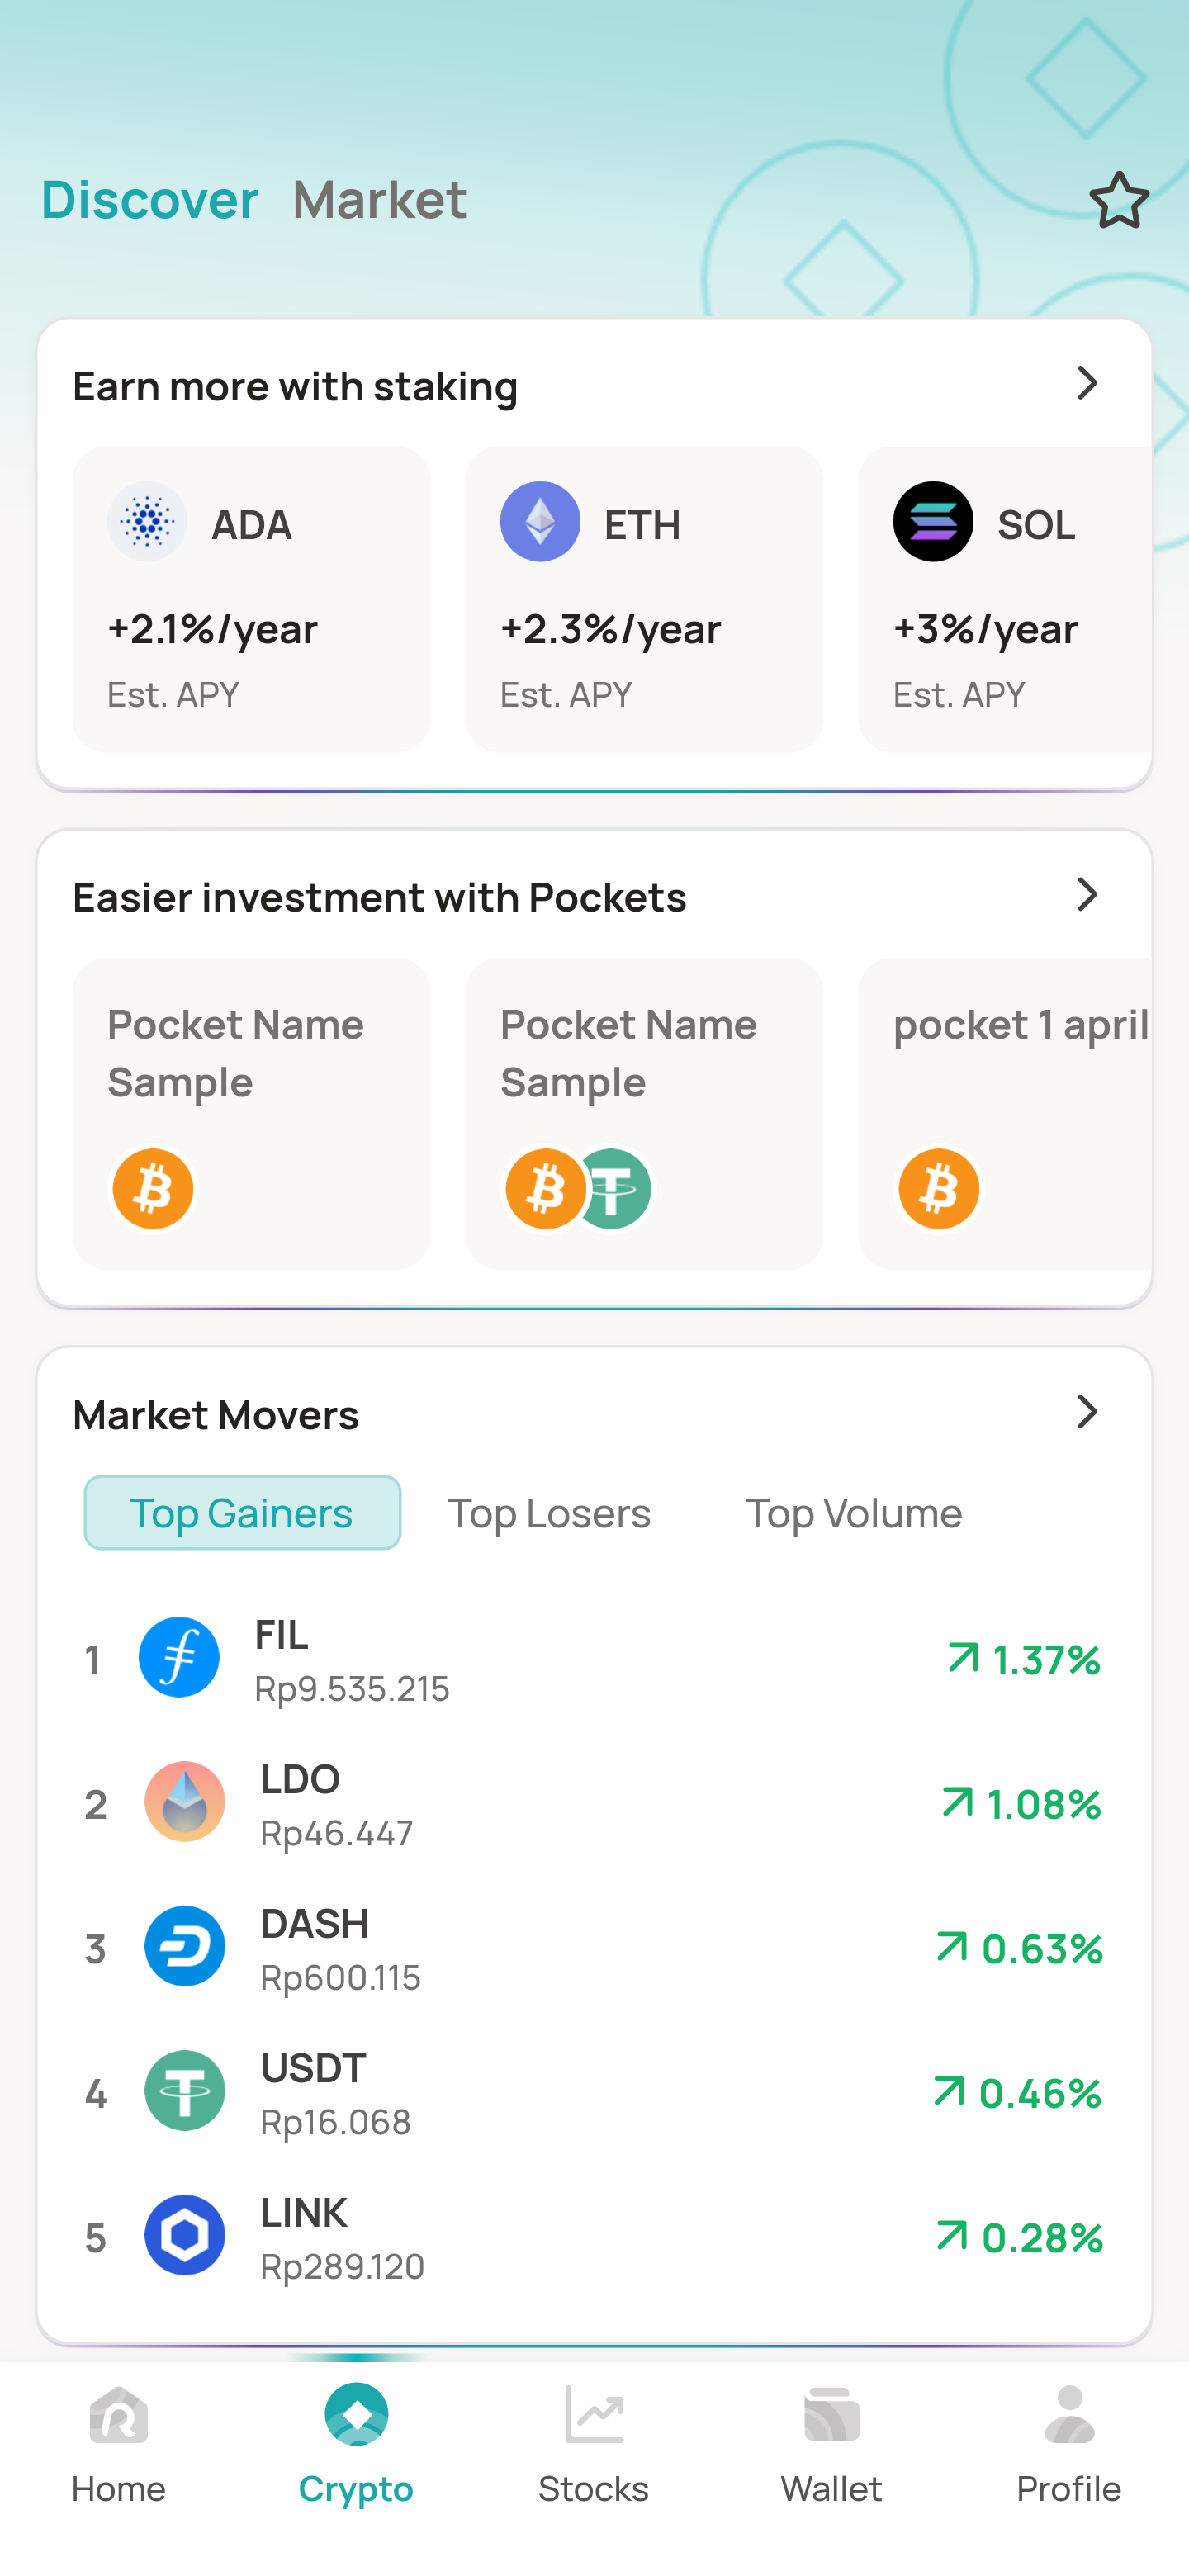 Discover Market
Earn more with staking
ADA
ETH
SOL
+2.1%/year
+2.3%/year
+3%/year
Est. APY
Est. APY
Est. APY
Easier investment with Pockets
Pocket Name
Sample
Pocket Name
Sample
pocket 1 april
Market Movers
Top Gainers
Top Losers
Top Volume
1
FIL
Rp9.535.215
1.37%
2
LDO
Rp46.447
1.08%
3
DASH
Rp600.115
0.63%
4
USDT
Rp16.068
0.46%
5
LINK
Rp289.120
0.28%
Home
Crypto
Stocks
Wallet
Profile